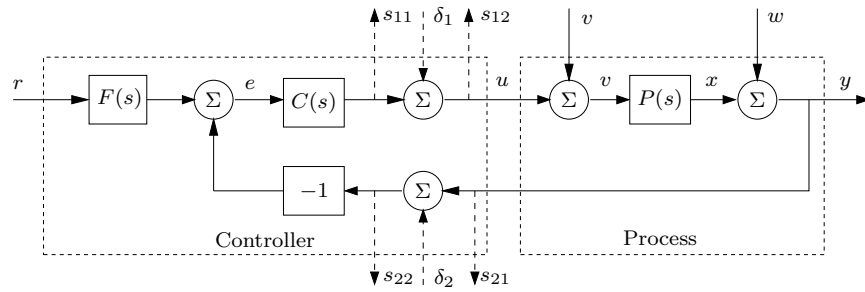 s₁₁ δ₁ s₁₂ v w
r F(s) Σ e C(s) Σ u Σ v P(s) x Σ y
−1 Σ
Controller Process
s₂₂ δ₂ s₂₁